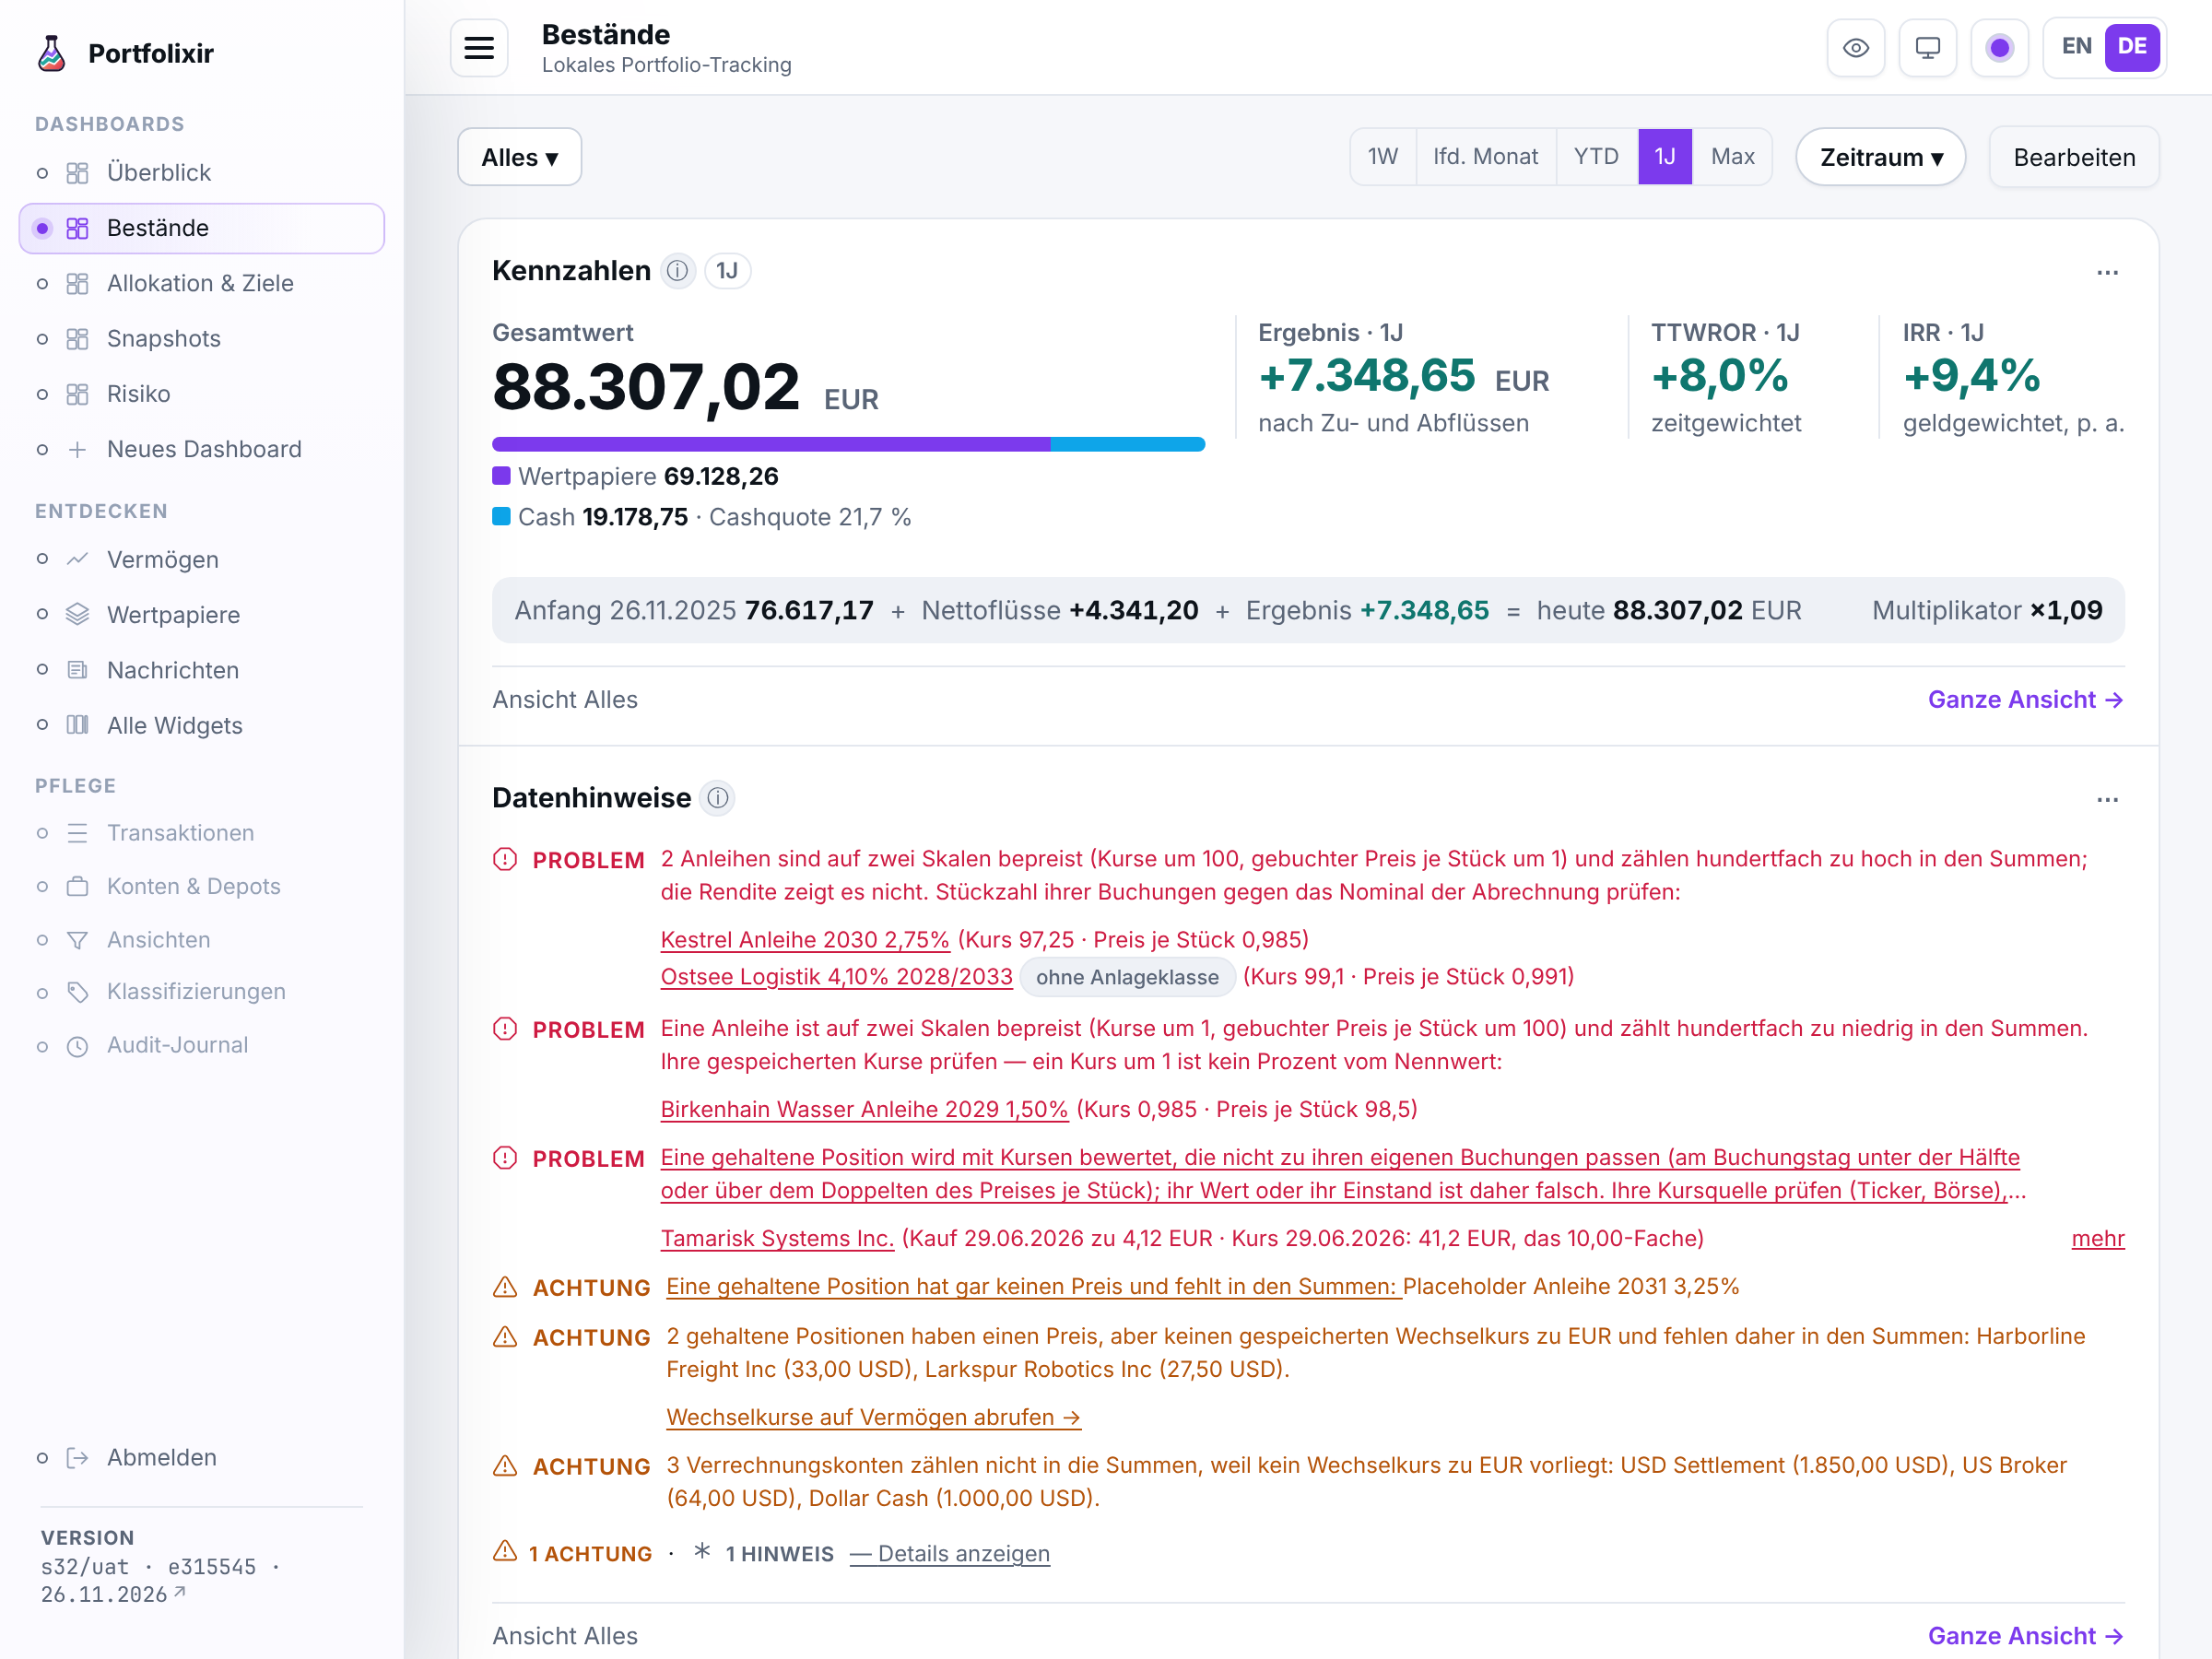 Portfolixir
DASHBOARDS
Überblick
Bestände
Allokation & Ziele
Snapshots
Risiko
Neues Dashboard
ENTDECKEN
Vermögen
Wertpapiere
Nachrichten
Alle Widgets
PFLEGE
Transaktionen
Konten & Depots
Ansichten
Klassifizierungen
Audit-Journal
Abmelden
VERSION
s32/uat · e315545 ·
26.11.2026↗
Bestände
Lokales Portfolio-Tracking
EN DE
Alles ▾
1W lfd. Monat YTD 1J Max
Zeitraum ▾
Bearbeiten
Kennzahlen ⓘ 1J ...
Gesamtwert
88.307,02 EUR
Wertpapiere 69.128,26
Cash 19.178,75 · Cashquote 21,7 %
Ergebnis · 1J
+7.348,65 EUR
nach Zu- und Abflüssen
TTWROR · 1J
+8,0%
zeitgewichtet
IRR · 1J
+9,4%
geldgewichtet, p. a.
Anfang 26.11.2025 76.617,17 + Nettoflüsse +4.341,20 + Ergebnis +7.348,65 = heute 88.307,02 EUR Multiplikator ×1,09
Ansicht Alles Ganze Ansicht →
Datenhinweise ⓘ ...
PROBLEM 2 Anleihen sind auf zwei Skalen bepreist (Kurse um 100, gebuchter Preis je Stück um 1) und zählen hundertfach zu hoch in den Summen;
die Rendite zeigt es nicht. Stückzahl ihrer Buchungen gegen das Nominal der Abrechnung prüfen:
Kestrel Anleihe 2030 2,75% (Kurs 97,25 · Preis je Stück 0,985)
Ostsee Logistik 4,10% 2028/2033 ohne Anlageklasse (Kurs 99,1 · Preis je Stück 0,991)
PROBLEM Eine Anleihe ist auf zwei Skalen bepreist (Kurse um 1, gebuchter Preis je Stück um 100) und zählt hundertfach zu niedrig in den Summen.
Ihre gespeicherten Kurse prüfen — ein Kurs um 1 ist kein Prozent vom Nennwert:
Birkenhain Wasser Anleihe 2029 1,50% (Kurs 0,985 · Preis je Stück 98,5)
PROBLEM Eine gehaltene Position wird mit Kursen bewertet, die nicht zu ihren eigenen Buchungen passen (am Buchungstag unter der Hälfte
oder über dem Doppelten des Preises je Stück); ihr Wert oder ihr Einstand ist daher falsch. Ihre Kursquelle prüfen (Ticker, Börse),...
Tamarisk Systems Inc. (Kauf 29.06.2026 zu 4,12 EUR · Kurs 29.06.2026: 41,2 EUR, das 10,00-Fache) mehr
ACHTUNG Eine gehaltene Position hat gar keinen Preis und fehlt in den Summen: Placeholder Anleihe 2031 3,25%
ACHTUNG 2 gehaltene Positionen haben einen Preis, aber keinen gespeicherten Wechselkurs zu EUR und fehlen daher in den Summen: Harborline
Freight Inc (33,00 USD), Larkspur Robotics Inc (27,50 USD).
Wechselkurse auf Vermögen abrufen →
ACHTUNG 3 Verrechnungskonten zählen nicht in die Summen, weil kein Wechselkurs zu EUR vorliegt: USD Settlement (1.850,00 USD), US Broker
(64,00 USD), Dollar Cash (1.000,00 USD).
1 ACHTUNG · 1 HINWEIS — Details anzeigen
Ansicht Alles Ganze Ansicht →